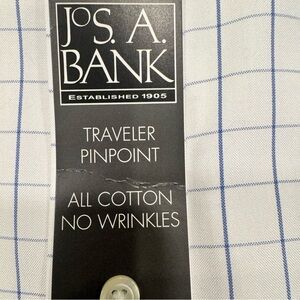 JOS. A.
BANK
ESTABLISHED 1905
TRAVELER
PINPOINT
ALL COTTON
NO WRINKLES